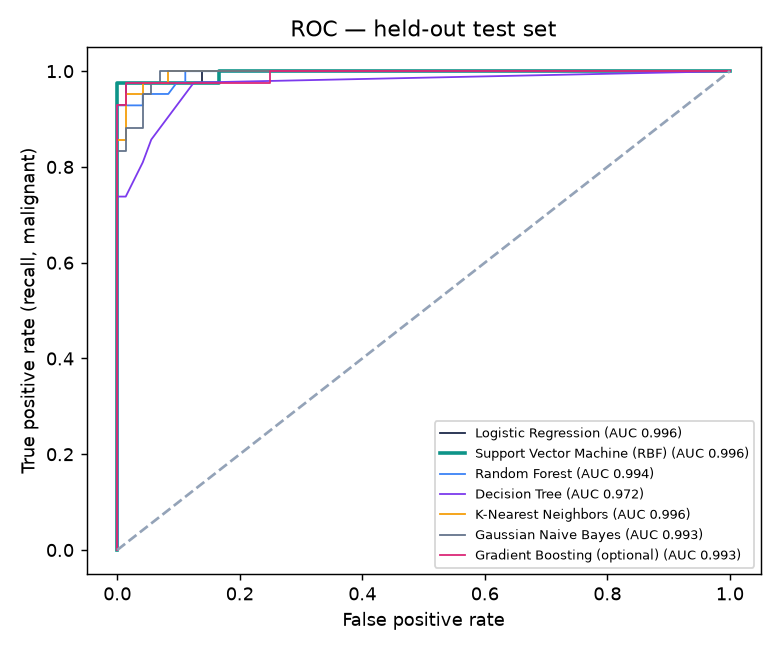 ROC — held-out test set
True positive rate (recall, malignant)
1.0
0.8
0.6
0.4
0.2
0.0
Logistic Regression (AUC 0.996)
Support Vector Machine (RBF) (AUC 0.996)
Random Forest (AUC 0.994)
Decision Tree (AUC 0.972)
K-Nearest Neighbors (AUC 0.996)
Gaussian Naive Bayes (AUC 0.993)
Gradient Boosting (optional) (AUC 0.993)
0.0 0.2 0.4 0.6 0.8 1.0
False positive rate